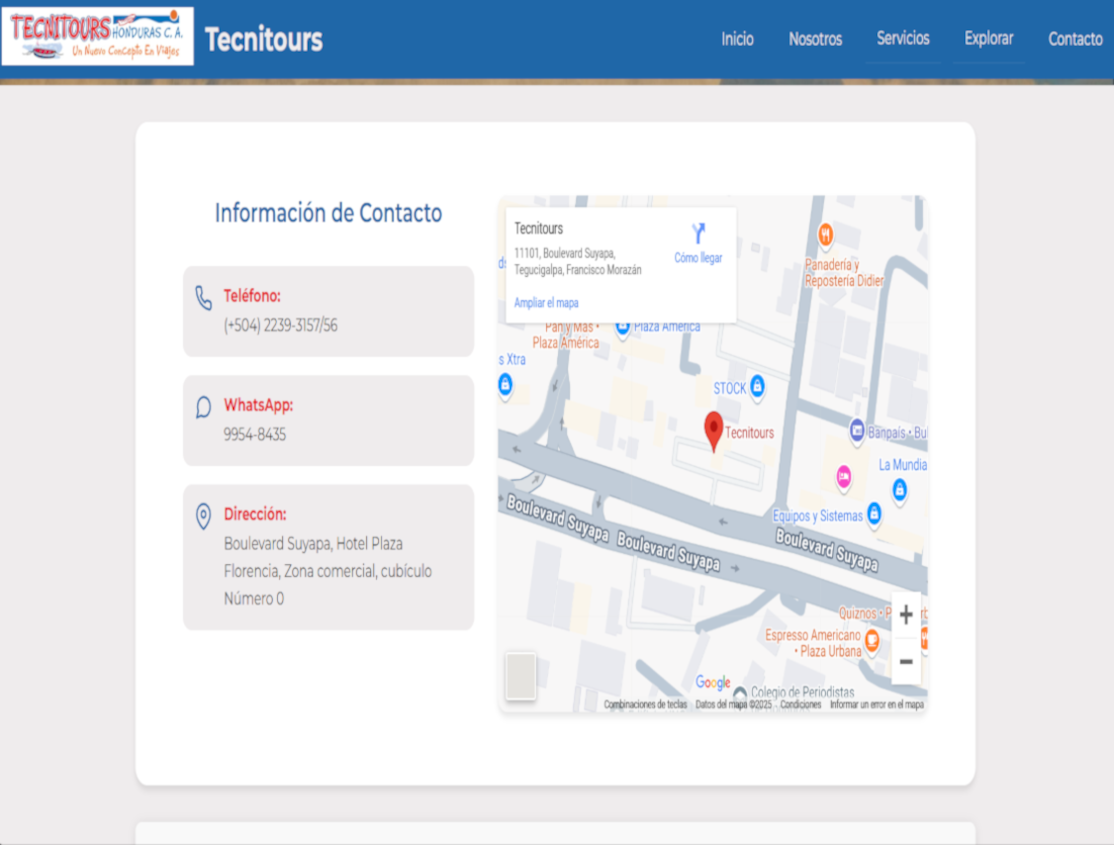 TECNITOURS HONDURAS C. A.
Un Nuevo Concepto En Viajes
Tecnitours
Inicio
Nosotros
Servicios
Explorar
Contacto
Información de Contacto
Teléfono:
(+504) 2239-3157/56
WhatsApp:
9954-8435
Dirección:
Boulevard Suyapa, Hotel Plaza
Florencia, Zona comercial, cubículo
Número 0
Tecnitours
11101, Boulevard Suyapa,
Tegucigalpa, Francisco Morazán
Ampliar el mapa
Cómo llegar
Panadería y
Repostería Didier
Pan y Mas •
Plaza América
Plaza América
s Xtra
STOCK
Tecnitours
Banpaís • Bul
La Mundia
Equipos y Sistemas
Boulevard Suyapa
Boulevard Suyapa
Boulevard Suyapa
Quiznos • P
Espresso Americano
• Plaza Urbana
Google
Colegio de Periodistas
Combinaciones de teclas
Datos del mapa ©2025
Condiciones
Informar un error en el mapa